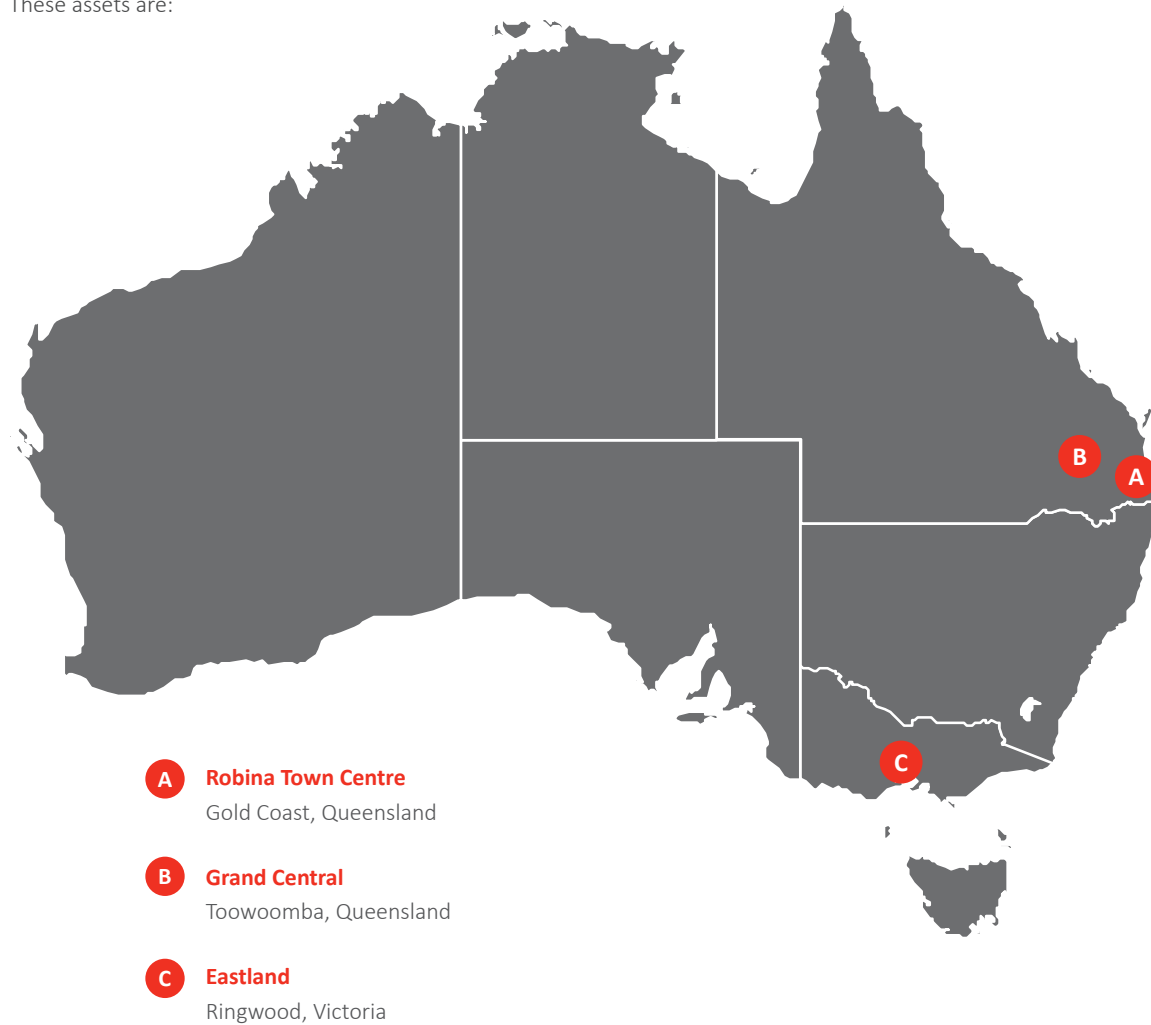 These assets are:
B
A
C
A Robina Town Centre
Gold Coast, Queensland
B Grand Central
Toowoomba, Queensland
C Eastland
Ringwood, Victoria